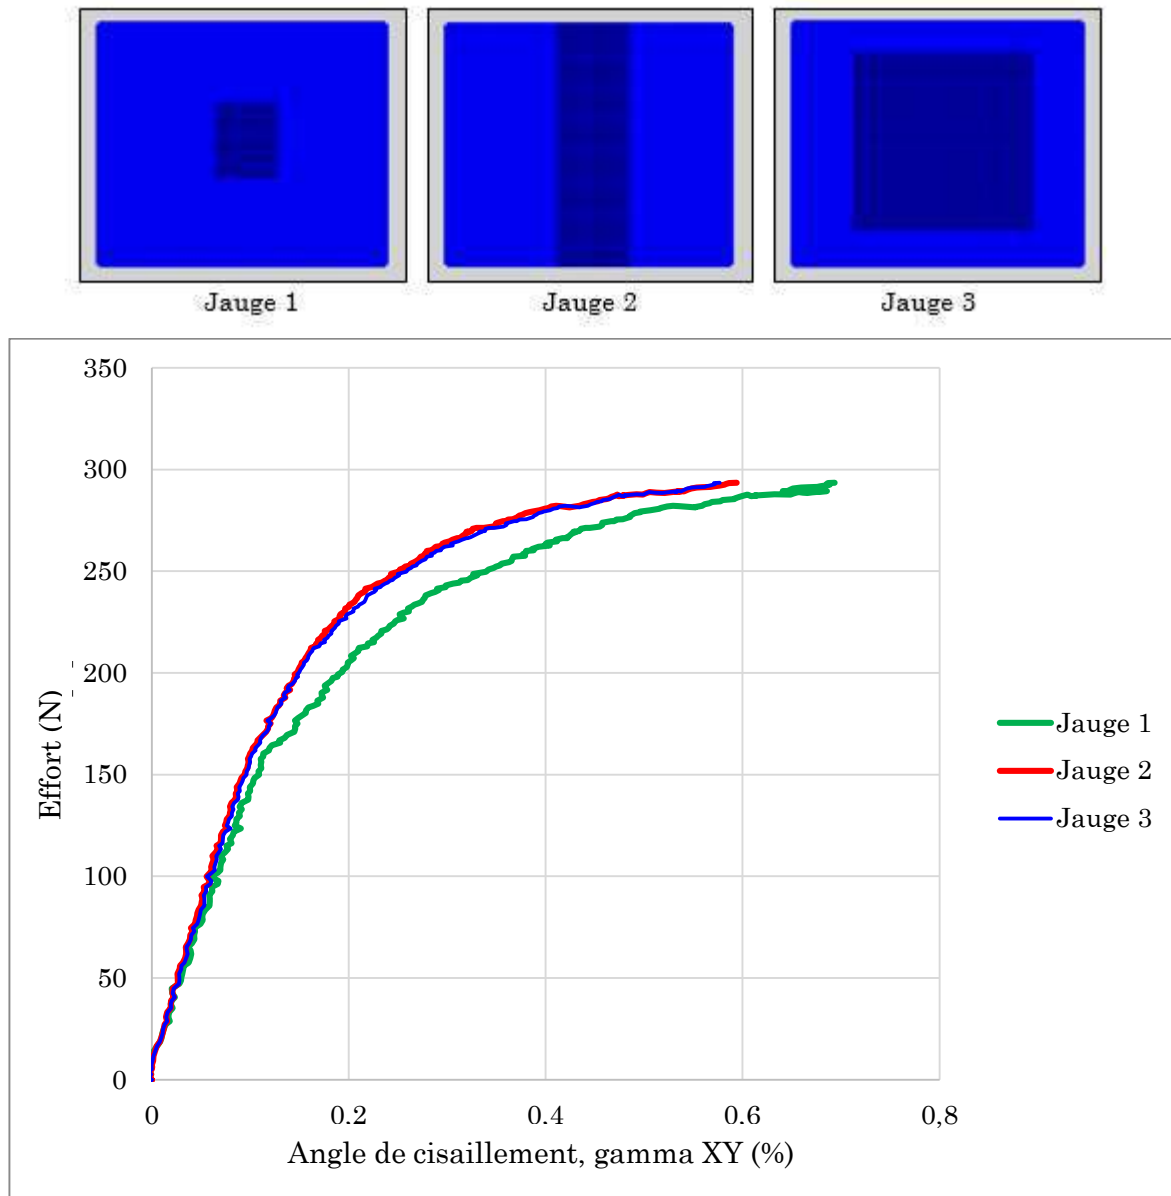 Jauge 1 Jauge 2 Jauge 3
350
300
250
200
150
100
50
0
Effort (N)
0 0.2 0.4 0.6 0,8
Angle de cisaillement, gamma XY (%)
Jauge 1
Jauge 2
Jauge 3